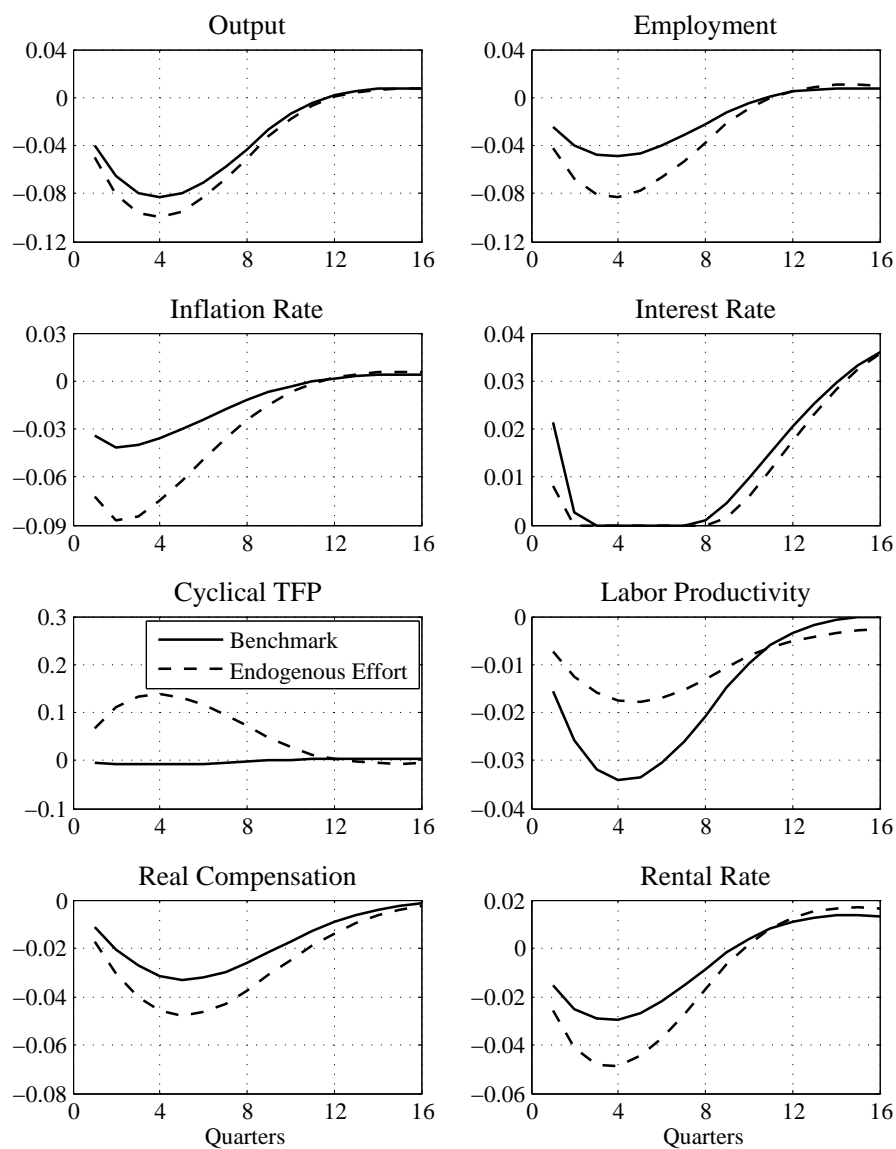 Output
0.04
0
−0.04
−0.08
−0.12
0 4 8 12 16
Employment
0.04
0
−0.04
−0.08
−0.12
0 4 8 12 16
Inflation Rate
0.03
0
−0.03
−0.06
−0.09
0 4 8 12 16
Interest Rate
0.04
0.03
0.02
0.01
0
0 4 8 12 16
Cyclical TFP
0.3
0.2
0.1
0
−0.1
Benchmark
Endogenous Effort
0 4 8 12 16
Labor Productivity
0
−0.01
−0.02
−0.03
−0.04
0 4 8 12 16
Real Compensation
0
−0.02
−0.04
−0.06
−0.08
0 4 8 12 16
Quarters
Rental Rate
0.02
0
−0.02
−0.04
−0.06
0 4 8 12 16
Quarters